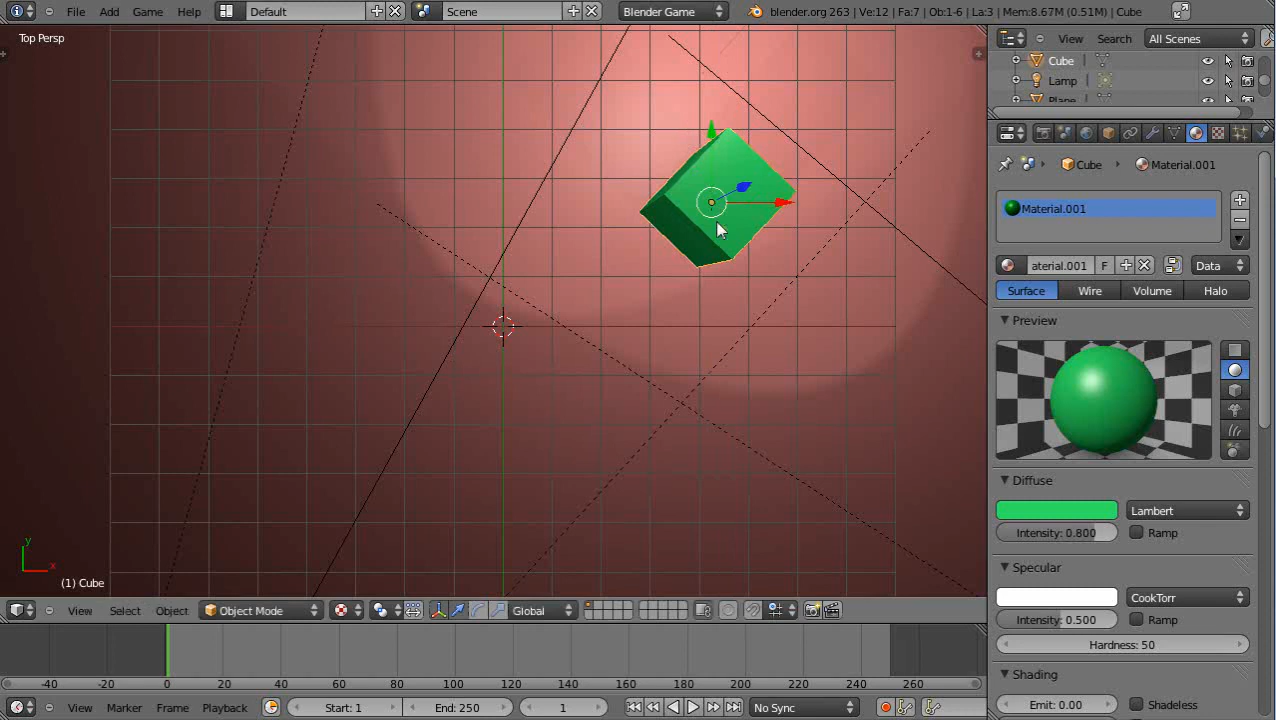 File Add Game Help Default Scene Blender Game blender.org 263 | Ve:12 | Fa:7 | Ob:1-6 | La:3 | Mem:8.67M (0.51M) | Cube
Top Persp
View Search All Scenes
Cube
Lamp
Plane
Cube Material.001
Material.001
aterial.001 F Data
Surface Wire Volume Halo
Preview
Diffuse
Lambert
Intensity: 0.800 Ramp
Specular
CookTorr
Intensity: 0.500 Ramp
Hardness: 50
Shading
Emit: 0.00 Shadeless
y
x
(1) Cube
View Select Object Object Mode Global
-40 -20 0 20 40 60 80 100 120 140 160 180 200 220 240 260
View Marker Frame Playback Start: 1 End: 250 1 No Sync